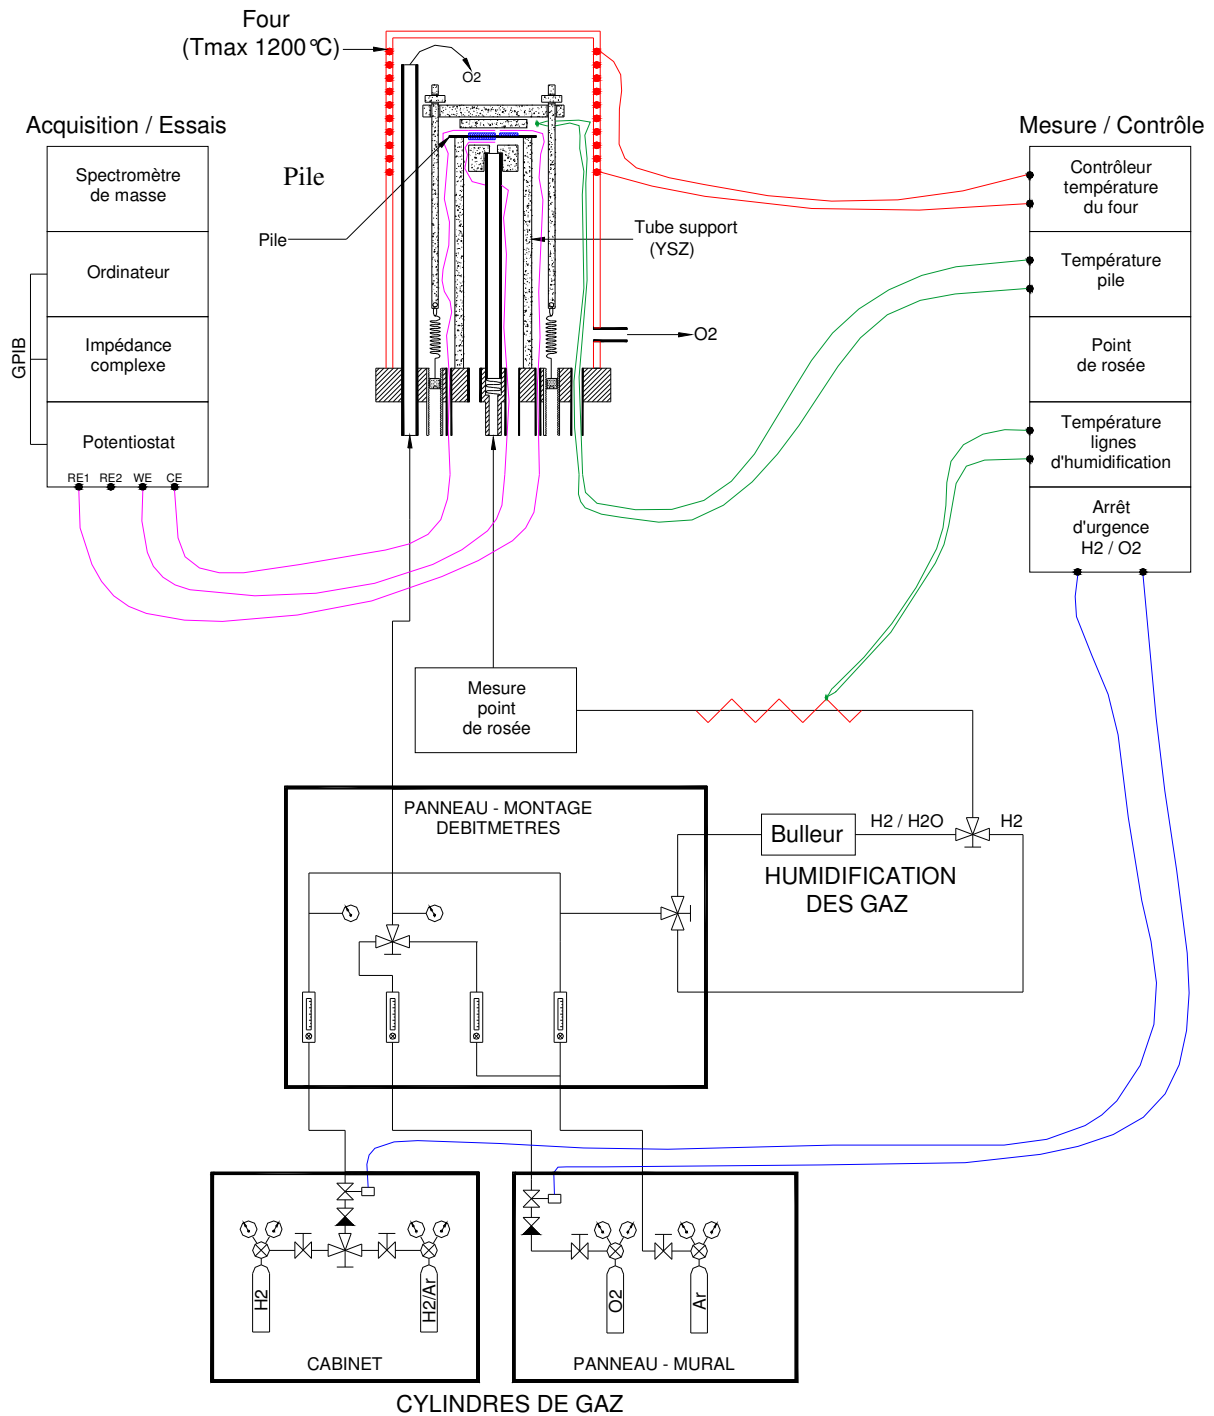 Four
(Tmax 1200°C)
O2
Acquisition / Essais
Spectromètre
de masse
Ordinateur
Impédance
complexe
Potentiostat
RE1 RE2 WE CE
GPIB
Pile
Pile
Tube support
(YSZ)
O2
Mesure / Contrôle
Contrôleur
température
du four
Température
pile
Point
de rosée
Température
lignes
d'humidification
Arrêt
d'urgence
H2 / O2
Mesure
point
de rosée
PANNEAU - MONTAGE
DEBITMETRES
Bulleur
H2 / H2O
H2
HUMIDIFICATION
DES GAZ
H2
H2/Ar
CABINET
O2
Ar
PANNEAU - MURAL
CYLINDRES DE GAZ